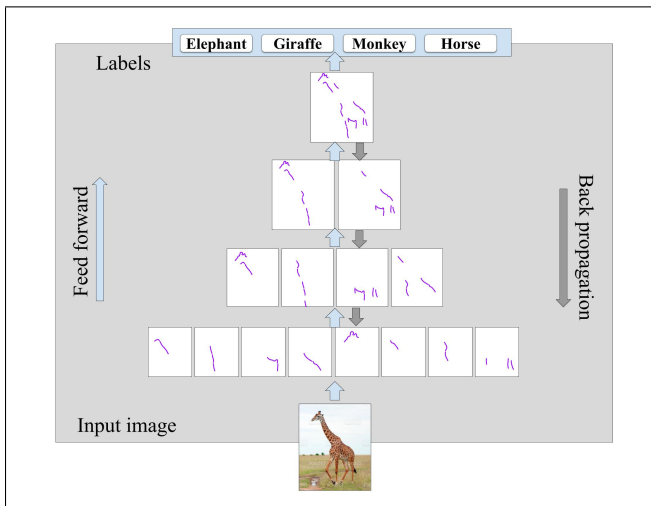 Elephant Giraffe Monkey Horse
Labels
Feed forward
Back propagation
Input image